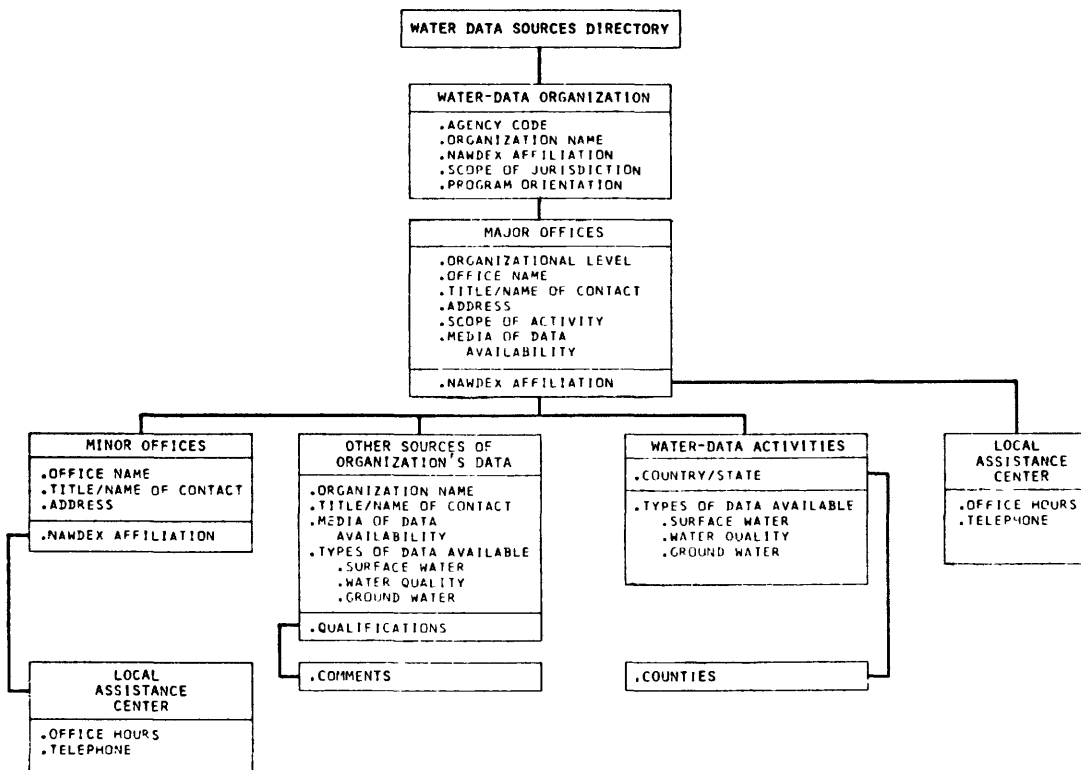 WATER DATA SOURCES DIRECTORY
WATER-DATA ORGANIZATION
.AGENCY CODE
.ORGANIZATION NAME
.NAWDEX AFFILIATION
.SCOPE OF JURISDICTION
.PROGRAM ORIENTATION
MAJOR OFFICES
.ORGANIZATIONAL LEVEL
.OFFICE NAME
.TITLE/NAME OF CONTACT
.ADDRESS
.SCOPE OF ACTIVITY
.MEDIA OF DATA
AVAILABILITY
.NAWDEX AFFILIATION
MINOR OFFICES
.OFFICE NAME
.TITLE/NAME OF CONTACT
.ADDRESS
.NAWDEX AFFILIATION
LOCAL
ASSISTANCE
CENTER
.OFFICE HOURS
.TELEPHONE
OTHER SOURCES OF
ORGANIZATION'S DATA
.ORGANIZATION NAME
.TITLE/NAME OF CONTACT
.MEDIA OF DATA
AVAILABILITY
.TYPES OF DATA AVAILABLE
.SURFACE WATER
.WATER QUALITY
.GROUND WATER
.QUALIFICATIONS
.COMMENTS
WATER-DATA ACTIVITIES
.COUNTRY/STATE
.TYPES OF DATA AVAILABLE
.SURFACE WATER
.WATER QUALITY
.GROUND WATER
.COUNTIES
LOCAL
ASSISTANCE
CENTER
.OFFICE HOURS
.TELEPHONE